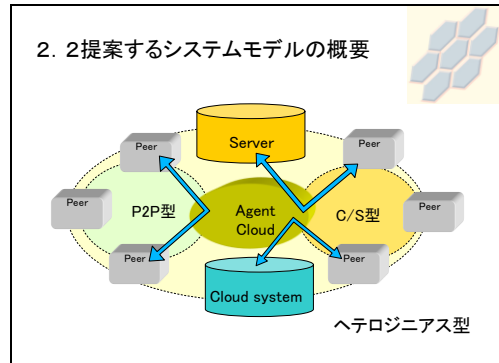 2.2提案するシステムモデルの概要
Server
Peer
Peer
Peer
Peer
P2P型
Agent
Cloud
C/S型
Peer
Peer
Cloud system
ヘテロジニアス型